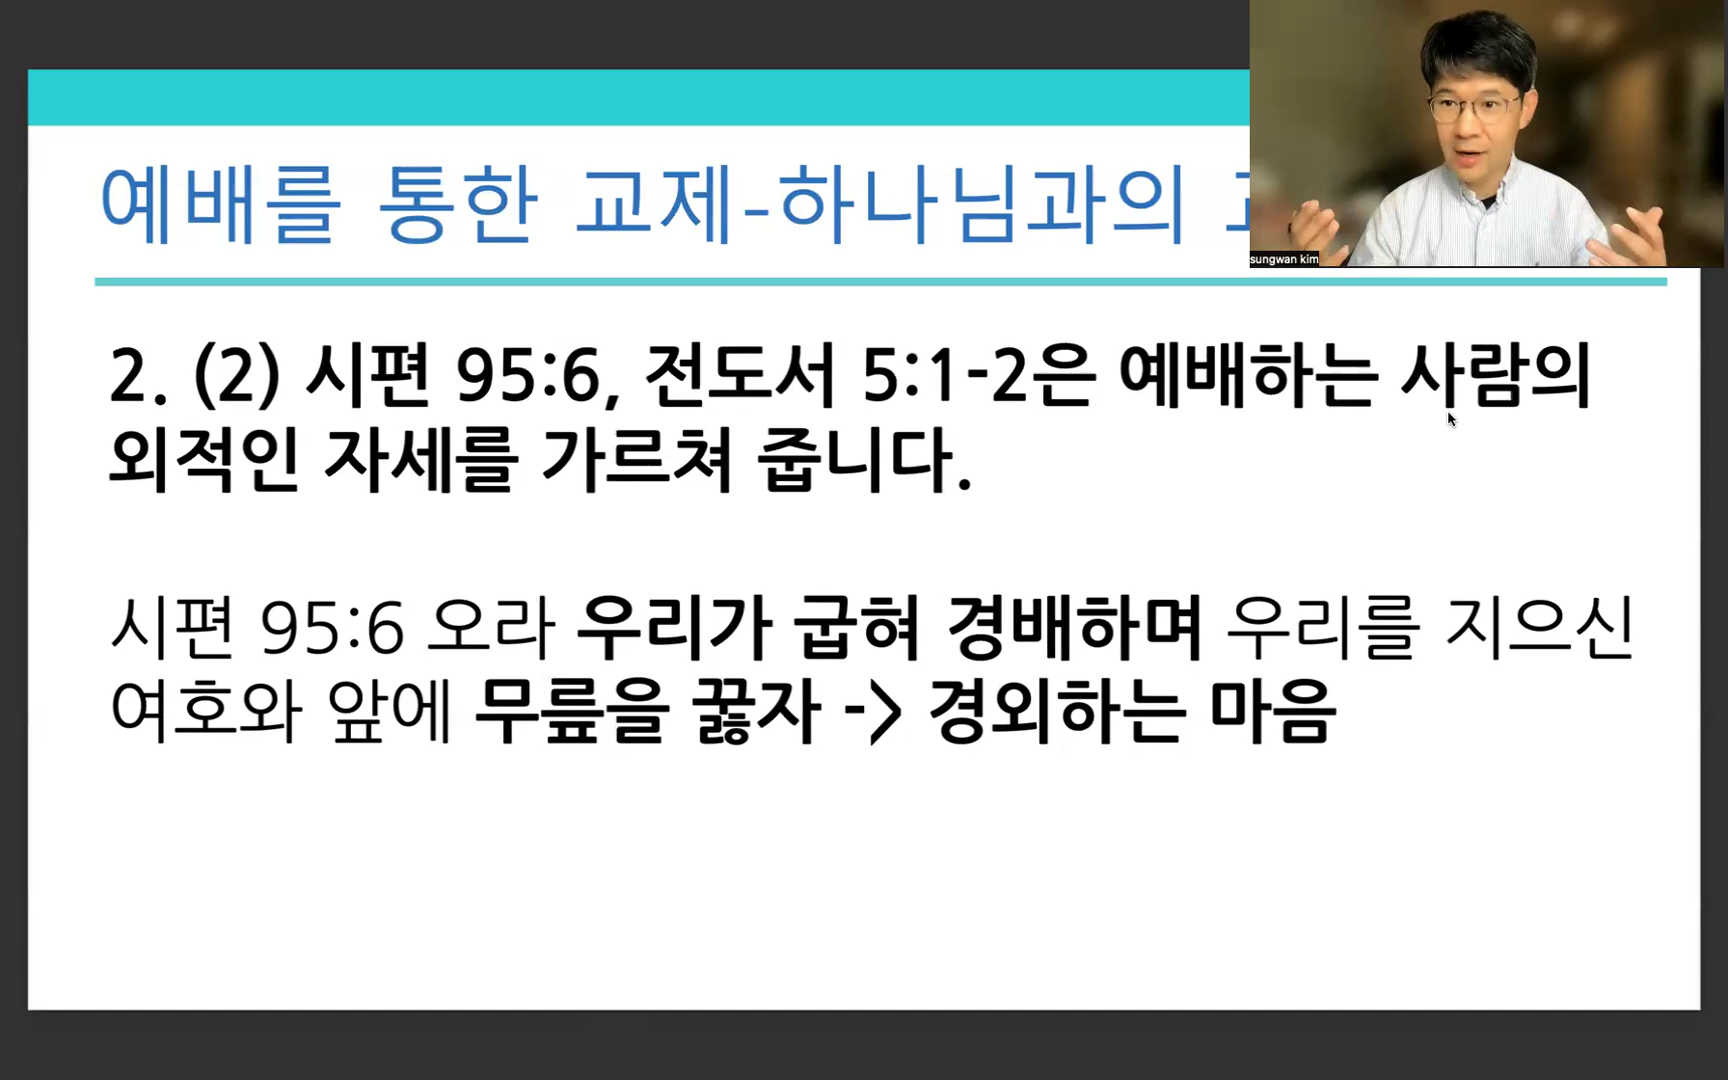 예배를 통한 교제-하나님과의
sungwan kim
2. (2) 시편 95:6, 전도서 5:1-2은 예배하는 사람의
외적인 자세를 가르쳐 줍니다.
시편 95:6 오라 우리가 굽혀 경배하며 우리를 지으신
여호와 앞에 무릎을 꿇자 -> 경외하는 마음